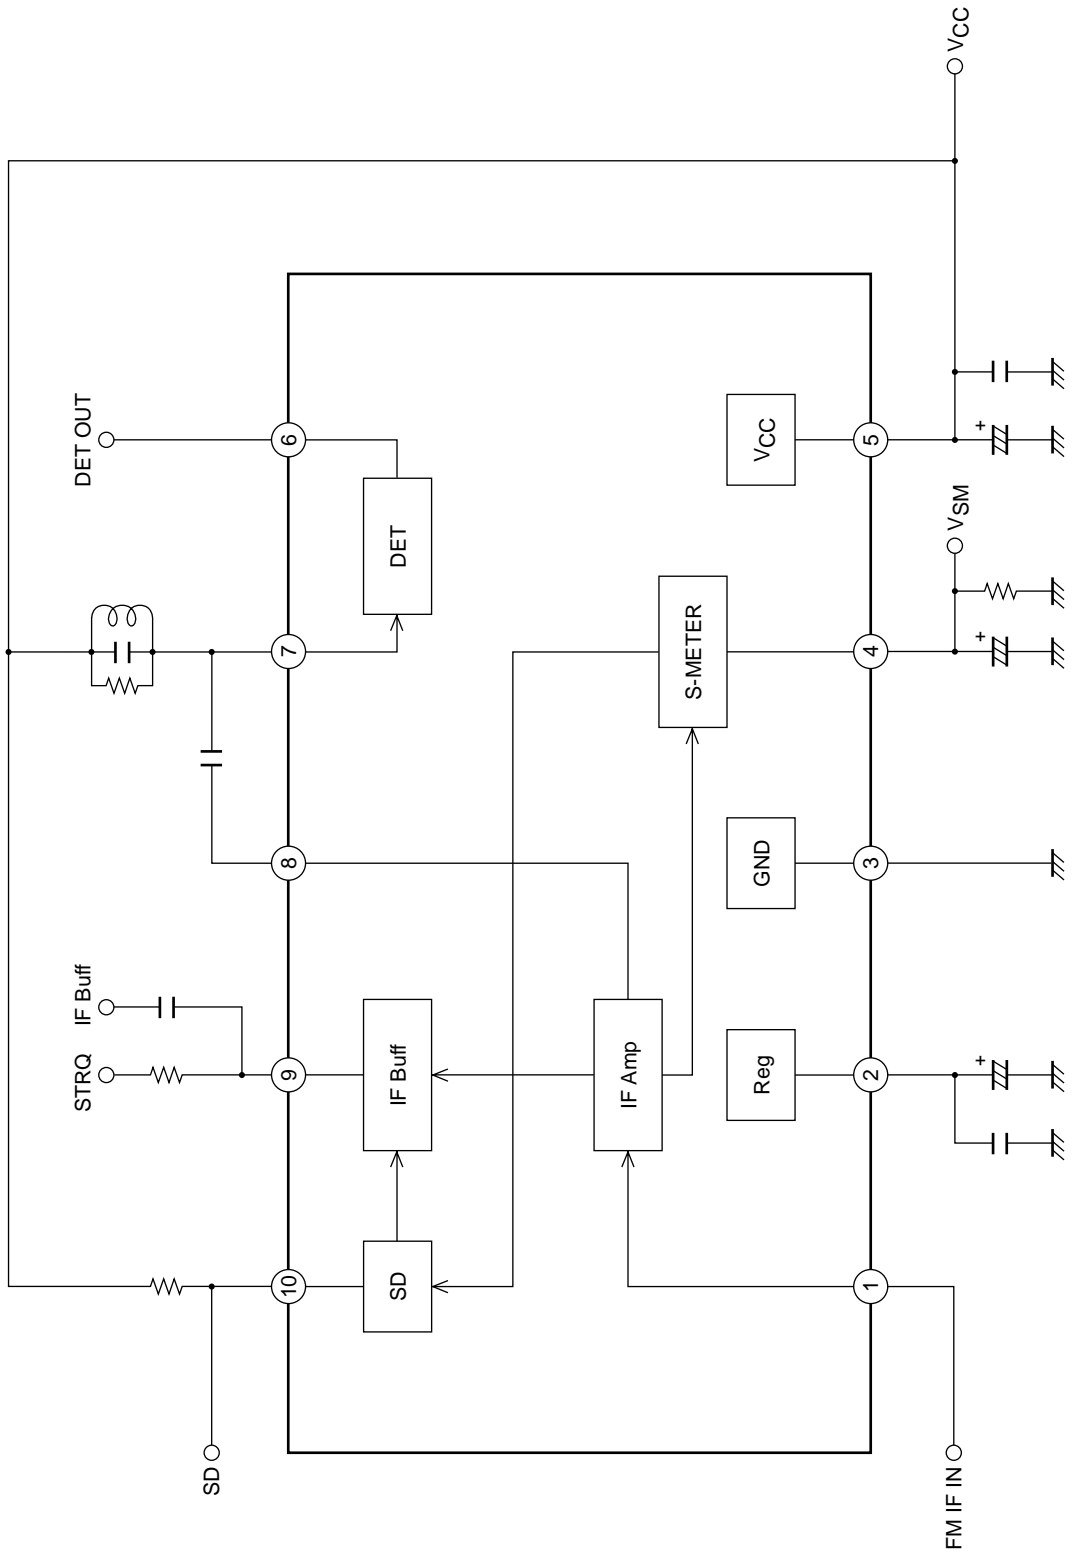 STRQ
IF Buff
DET OUT
VCC
10
9
8
7
6
SD
SD
IF Buff
DET
IF Amp
S-METER
Reg
GND
VCC
1
2
3
4
5
+
+
VSM
+
FM IF IN